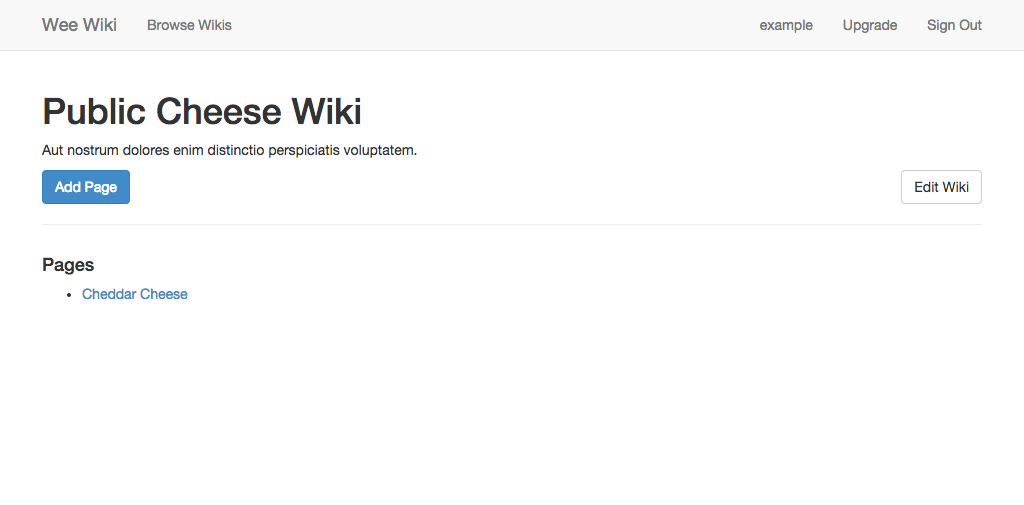 Wee Wiki Browse Wikis example Upgrade Sign Out
Public Cheese Wiki
Aut nostrum dolores enim distinctio perspiciatis voluptatem.
Add Page Edit Wiki
Pages
• Cheddar Cheese